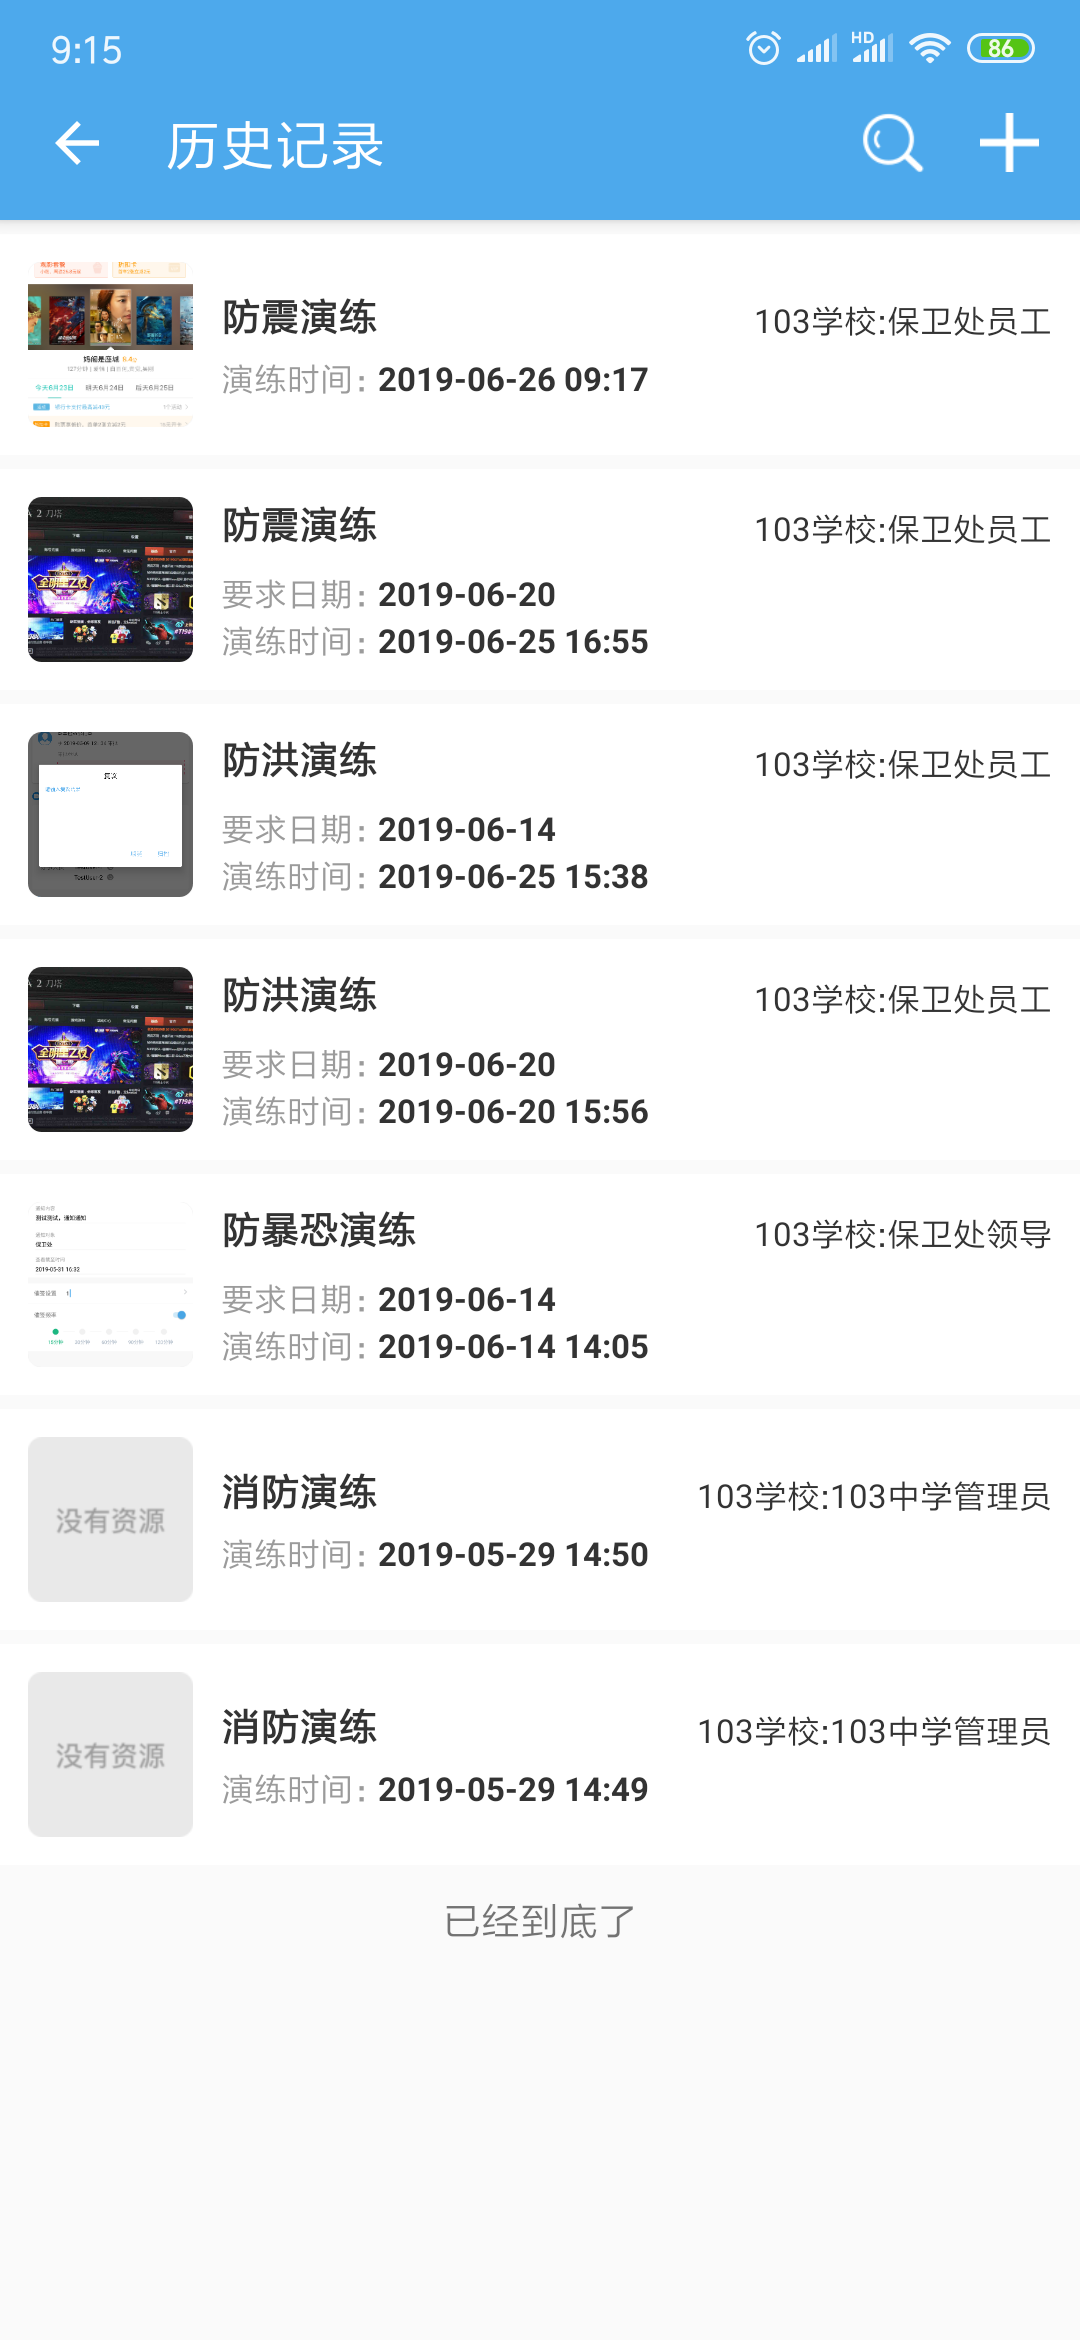 9:15
HD
86
历史记录
防震演练
103学校:保卫处员工
演练时间: 2019-06-26 09:17
防震演练
103学校:保卫处员工
要求日期: 2019-06-20
演练时间: 2019-06-25 16:55
防洪演练
103学校:保卫处员工
要求日期: 2019-06-14
演练时间: 2019-06-25 15:38
防洪演练
103学校:保卫处员工
要求日期: 2019-06-20
演练时间: 2019-06-20 15:56
防暴恐演练
103学校:保卫处领导
要求日期: 2019-06-14
演练时间: 2019-06-14 14:05
没有资源
消防演练
103学校:103中学管理员
演练时间: 2019-05-29 14:50
没有资源
消防演练
103学校:103中学管理员
演练时间: 2019-05-29 14:49
已经到底了